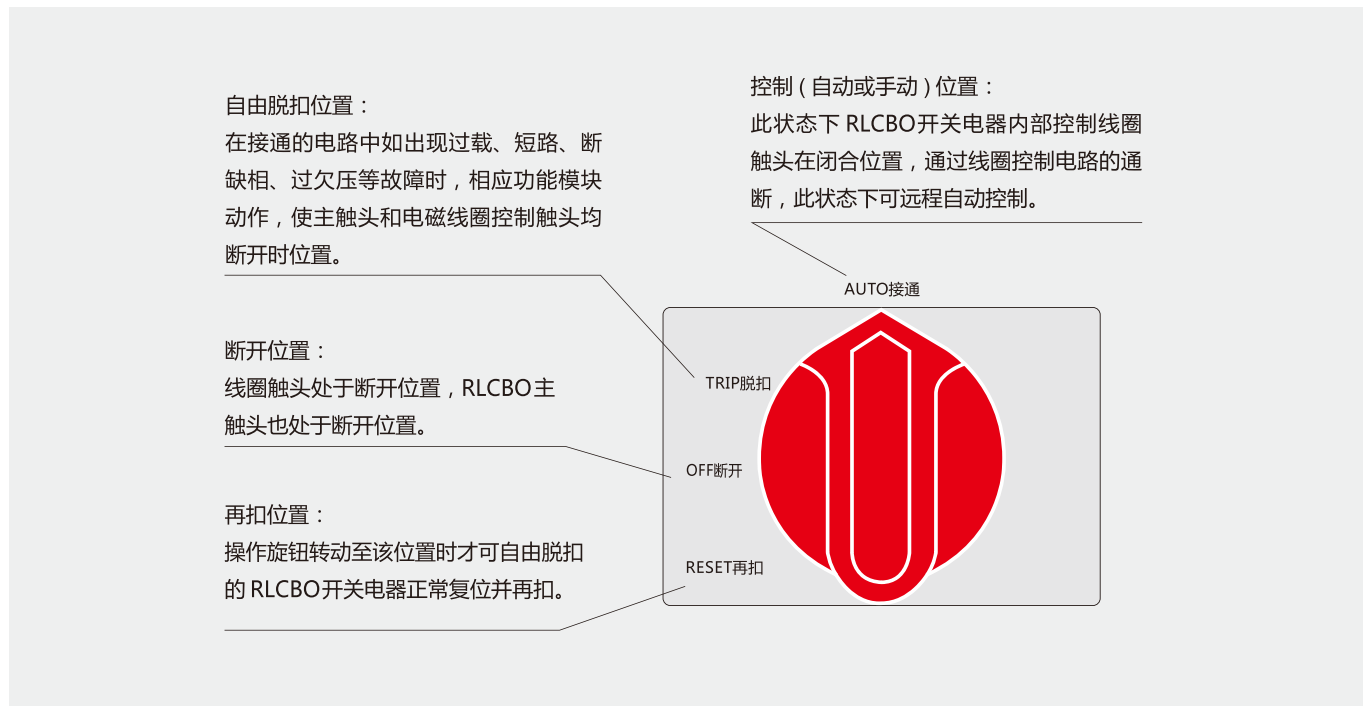 自由脱扣位置：
在接通的电路中如出现过载、短路、断
缺相、过欠压等故障时，相应功能模块
动作，使主触头和电磁线圈控制触头均
断开时位置。
控制（自动或手动）位置：
此状态下 RLCBO开关电器内部控制线圈
触头在闭合位置，通过线圈控制电路的通
断，此状态下可远程自动控制。
断开位置：
线圈触头处于断开位置，RLCBO主
触头也处于断开位置。
再扣位置：
操作旋钮转动至该位置时才可自由脱扣
的 RLCBO开关电器正常复位并再扣。
AUTO接通
TRIP脱扣
OFF断开
RESET再扣